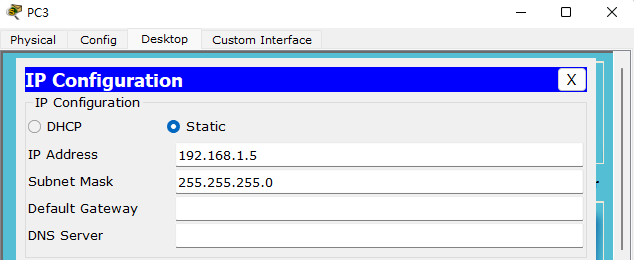 PC3
Physical Config Desktop Custom Interface
IP Configuration X
IP Configuration
DHCP Static
IP Address 192.168.1.5
Subnet Mask 255.255.255.0
Default Gateway
DNS Server